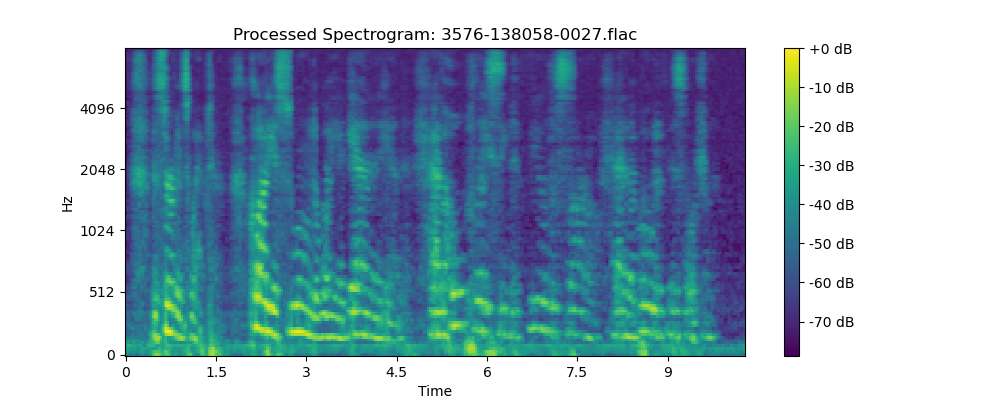 Processed Spectrogram: 3576-138058-0027.flac
Hz
4096
2048
1024
512
0
0 1.5 3 4.5 6 7.5 9
Time
+0 dB
-10 dB
-20 dB
-30 dB
-40 dB
-50 dB
-60 dB
-70 dB